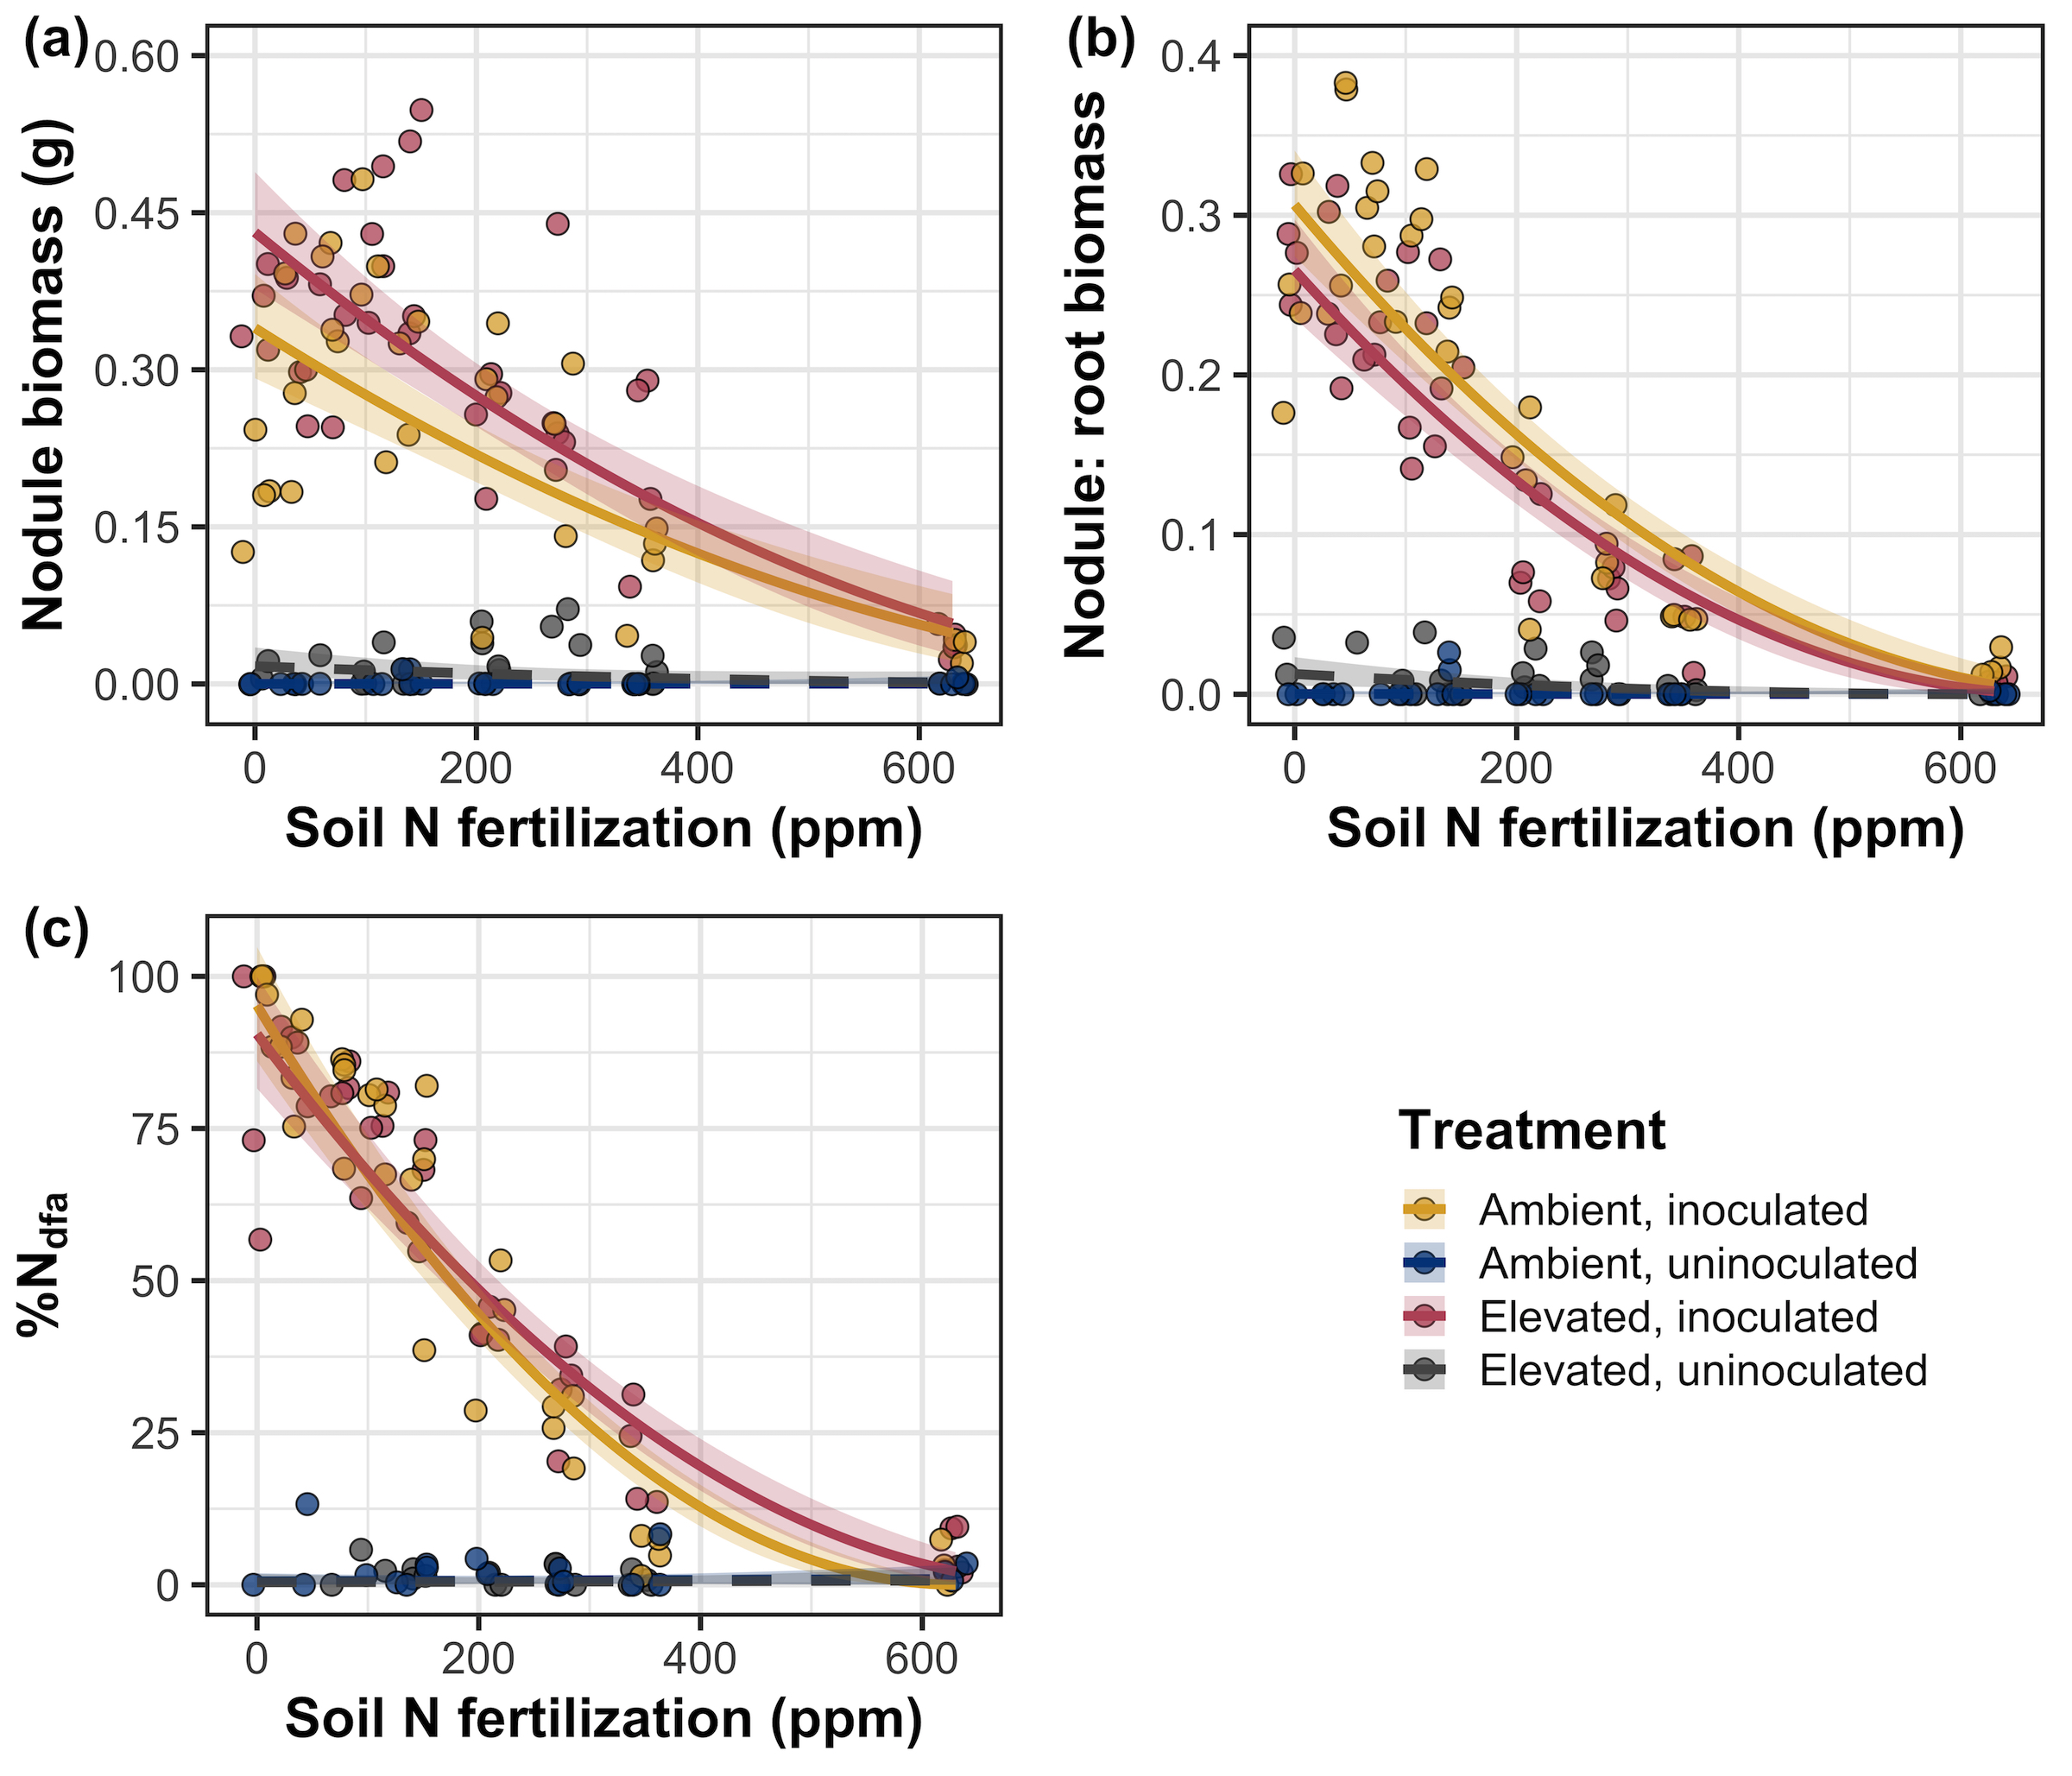 (a)
0.60
0.45
0.30
0.15
0.00
Nodule biomass (g)
0 200 400 600
Soil N fertilization (ppm)
(b)
0.4
0.3
0.2
0.1
0.0
Nodule: root biomass
0 200 400 600
Soil N fertilization (ppm)
(c)
100
75
50
25
0
%Ndfa
0 200 400 600
Soil N fertilization (ppm)
Treatment
Ambient, inoculated
Ambient, uninoculated
Elevated, inoculated
Elevated, uninoculated